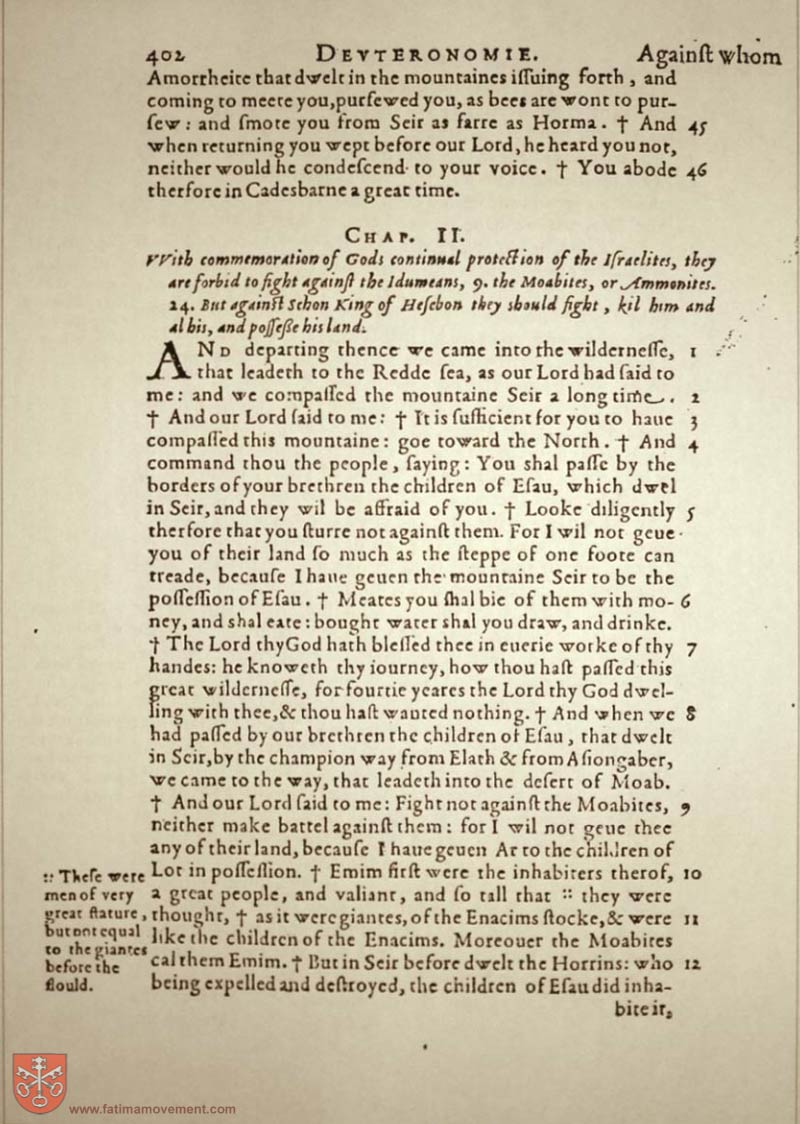 402 DEVTERONOMIE. Againſt whom
Amorrheite that dwelt in the mountaines iſſuing forth, and
coming to meete you, purſewed you, as bees are wont to pur-
ſew: and ſmote you from Seir as farre as Horma. † And 45
when returning you wept before our Lord, he heard you not,
neither would he condeſcend to your voice. † You abode 46
therfore in Cadesbarne a great time.
CHAP. II.
VVith commemoration of Gods continual protection of the Iſraelites, they
are forbid to fight againſt the Idumeans, 9. the Moabites, or Ammonites.
24. But againſt Sehon King of Heſebon they should fight, kil him and
al his, and poſſeſſe his land.
AND departing thence we came into the wilderneſſe, 1
that leadeth to the Redde ſea, as our Lord had ſaid to
me: and we compaſſed the mountaine Seir a long time. 2
† And our Lord ſaid to me: † It is ſufficient for you to haue 3
compaſſed this mountaine: goe toward the North. † And 4
command thou the people, ſaying: You shal paſſe by the
borders of your brethren the children of Eſau, which dwel
in Seir, and they wil be affraid of you. † Looke diligently 5
therfore that you ſturre not againſt them. For I wil not geue
you of their land ſo much as the ſteppe of one foote can
treade, becauſe I haue geuen the mountaine Seir to be the
poſſeſſion of Eſau. † Meates you shal bie of them with mo- 6
ney, and shal eate: bought water shal you draw, and drinke.
† The Lord thy God hath bleſſed thee in euerie worke of thy 7
handes: he knoweth thy iourney, how thou haſt paſſed this
great wilderneſſe, for fourtie yeares the Lord thy God dwel-
ling with thee, & thou haſt wanted nothing. † And when we 8
had paſſed by our brethren the children of Eſau, that dwelt
in Seir, by the champion way from Elath & from Aſiongaber,
we came to the way, that leadeth into the deſert of Moab.
† And our Lord ſaid to me: Fight not againſt the Moabites, 9
neither make battel againſt them: for I wil not geue thee
any of their land, becauſe I haue geuen Ar to the children of
Lot in poſſeſſion. † Emim firſt were the inhabiters therof, 10
a great people, and valiant, and ſo tall that :: they were
thought, † as it were giantes, of the Enacims ſtocke, & were 11
like the children of the Enacims. Moreouer the Moabites
cal them Emim. † But in Seir before dwelt the Horrins: who 12
being expelled and deſtroyed, the children of Eſau did inha-
bite it,
:: Theſe were
men of very
great ſtature,
but not equal
to the giantes
before the
floud.
www.fatimamovement.com